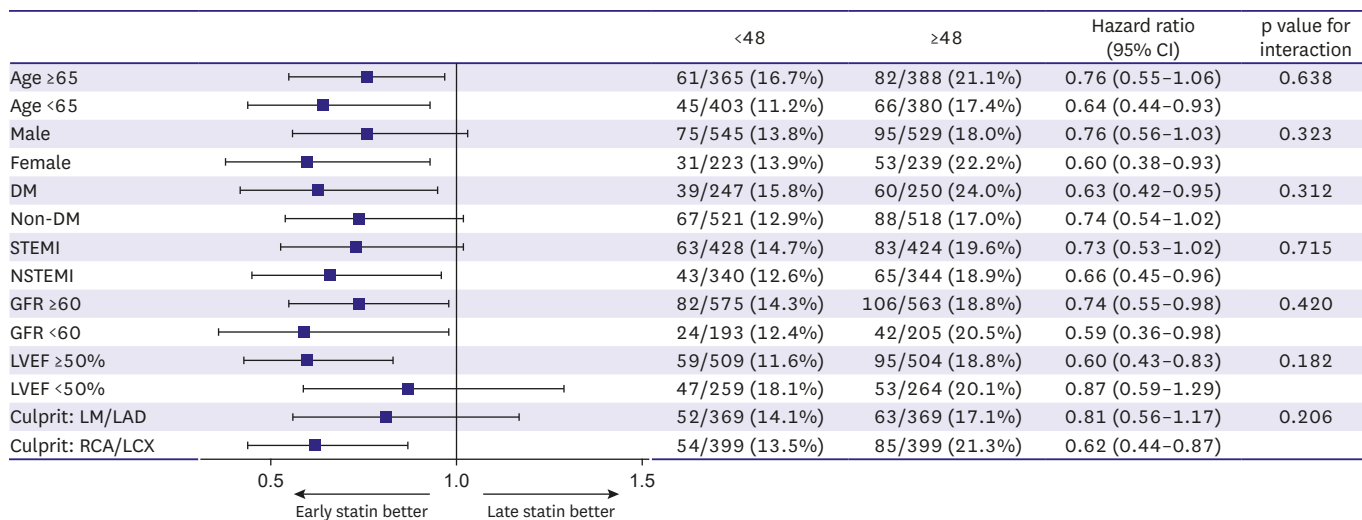 <48 ≥48 Hazard ratio (95% CI) p value for interaction
Age ≥65 61/365 (16.7%) 82/388 (21.1%) 0.76 (0.55–1.06) 0.638
Age <65 45/403 (11.2%) 66/380 (17.4%) 0.64 (0.44–0.93)
Male 75/545 (13.8%) 95/529 (18.0%) 0.76 (0.56–1.03) 0.323
Female 31/223 (13.9%) 53/239 (22.2%) 0.60 (0.38–0.93)
DM 39/247 (15.8%) 60/250 (24.0%) 0.63 (0.42–0.95) 0.312
Non-DM 67/521 (12.9%) 88/518 (17.0%) 0.74 (0.54–1.02)
STEMI 63/428 (14.7%) 83/424 (19.6%) 0.73 (0.53–1.02) 0.715
NSTEMI 43/340 (12.6%) 65/344 (18.9%) 0.66 (0.45–0.96)
GFR ≥60 82/575 (14.3%) 106/563 (18.8%) 0.74 (0.55–0.98) 0.420
GFR <60 24/193 (12.4%) 42/205 (20.5%) 0.59 (0.36–0.98)
LVEF ≥50% 59/509 (11.6%) 95/504 (18.8%) 0.60 (0.43–0.83) 0.182
LVEF <50% 47/259 (18.1%) 53/264 (20.1%) 0.87 (0.59–1.29)
Culprit: LM/LAD 52/369 (14.1%) 63/369 (17.1%) 0.81 (0.56–1.17) 0.206
Culprit: RCA/LCX 54/399 (13.5%) 85/399 (21.3%) 0.62 (0.44–0.87)
0.5 1.0 1.5
Early statin better Late statin better